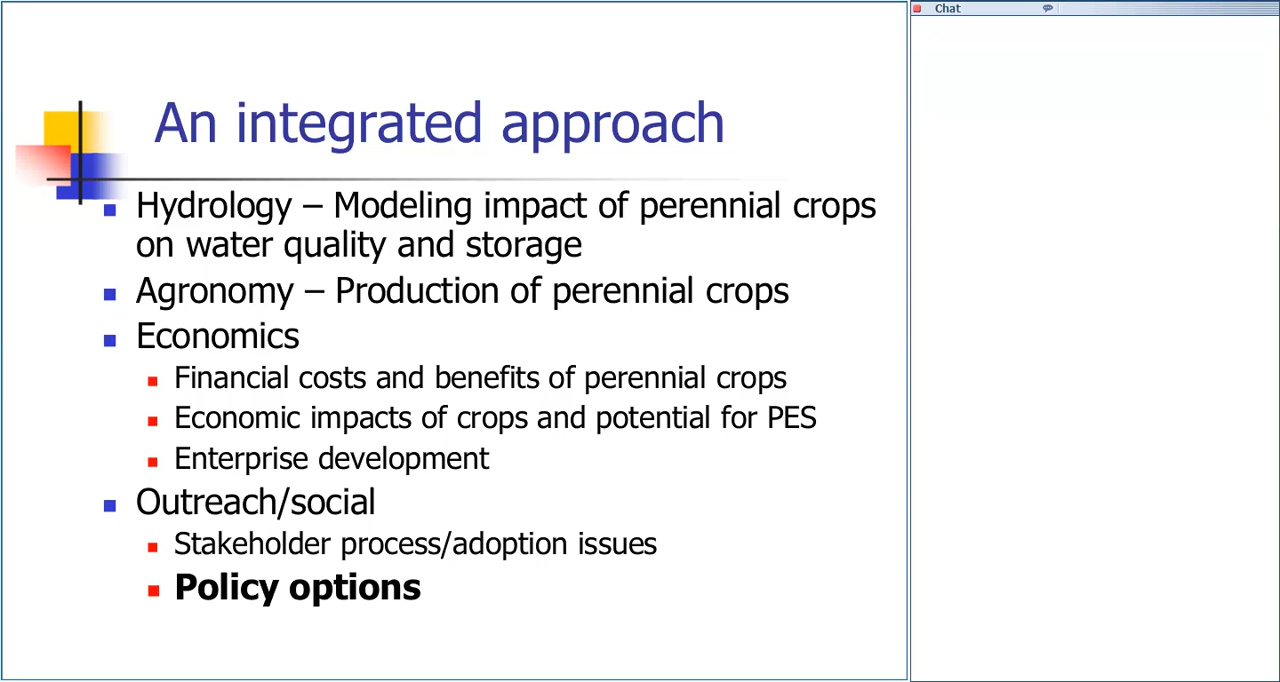 Chat
An integrated approach
Hydrology – Modeling impact of perennial crops
on water quality and storage
Agronomy – Production of perennial crops
Economics
Financial costs and benefits of perennial crops
Economic impacts of crops and potential for PES
Enterprise development
Outreach/social
Stakeholder process/adoption issues
Policy options